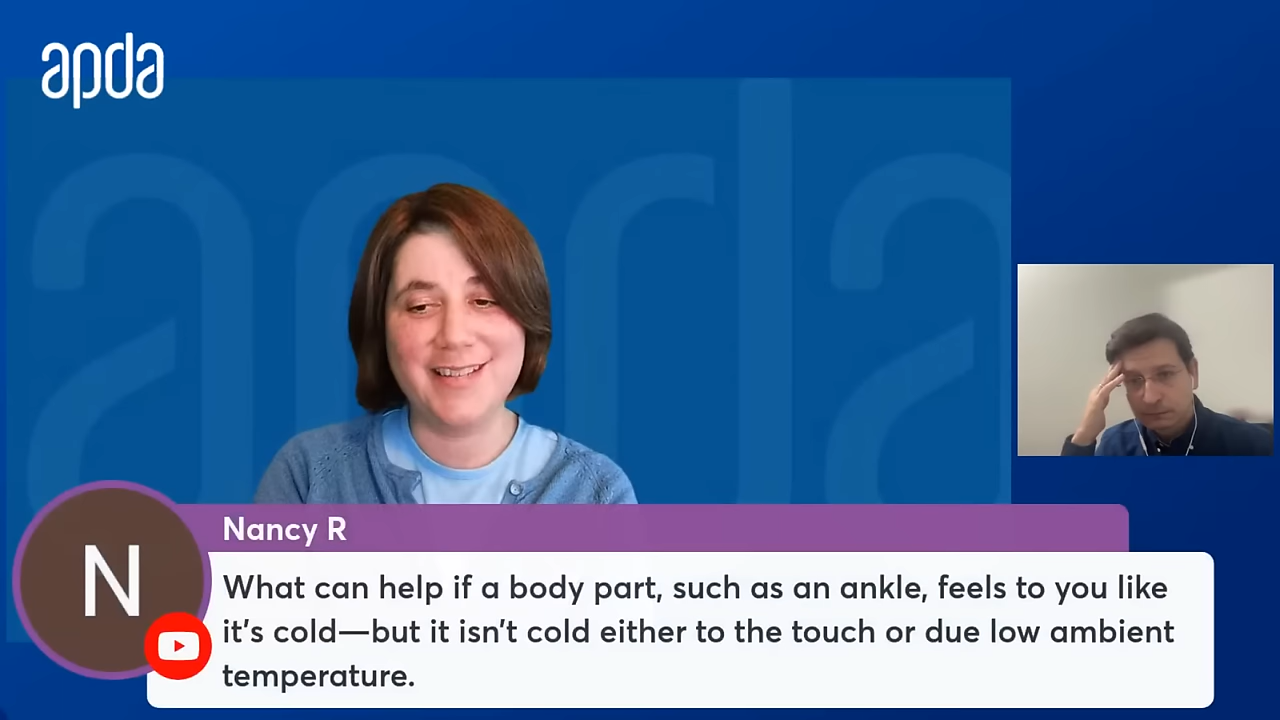 apda
apda
Nancy R
N
What can help if a body part, such as an ankle, feels to you like
it's cold—but it isn't cold either to the touch or due low ambient
temperature.